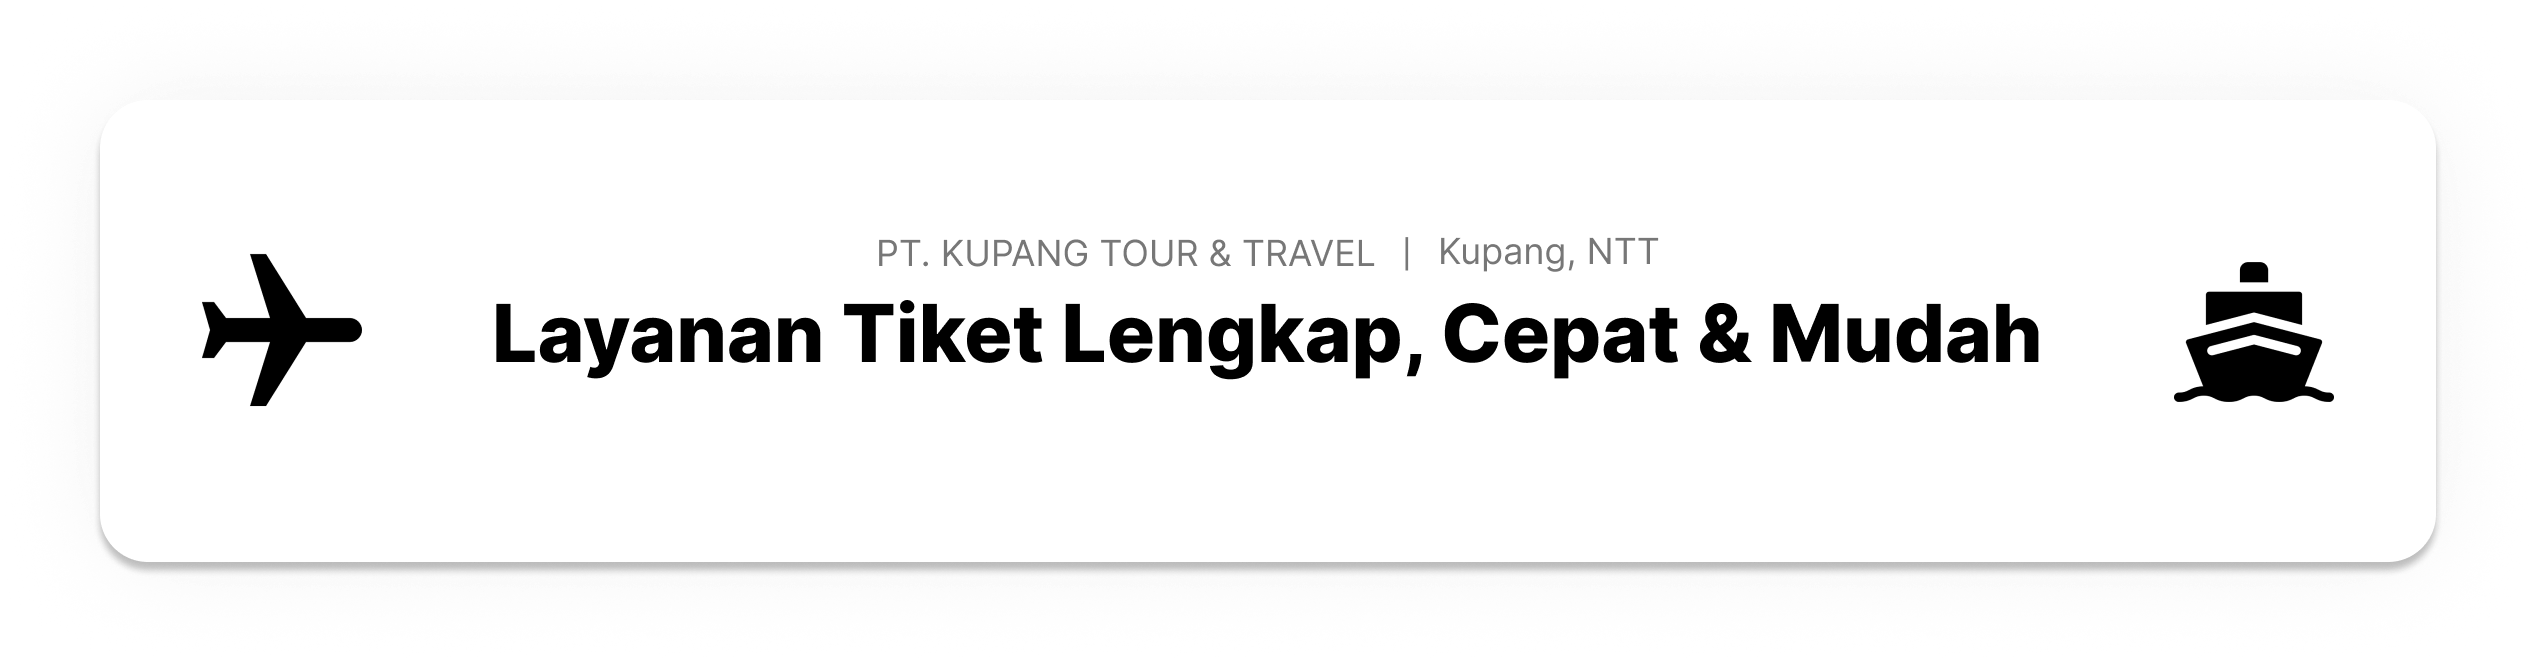 PT. KUPANG TOUR & TRAVEL | Kupang, NTT
Layanan Tiket Lengkap, Cepat & Mudah